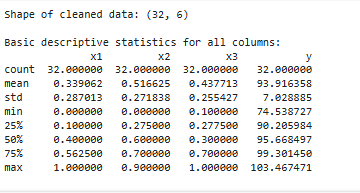 Shape of cleaned data: (32, 6)
Basic descriptive statistics for all columns:
x1 x2 x3 y
count 32.000000 32.000000 32.000000 32.000000
mean 0.339062 0.516625 0.437713 93.916358
std 0.287013 0.271838 0.255427 7.028885
min 0.000000 0.000000 0.100000 74.538727
25% 0.100000 0.275000 0.277500 90.205984
50% 0.400000 0.600000 0.300000 95.668497
75% 0.562500 0.700000 0.700000 99.301450
max 1.000000 0.900000 1.000000 103.467471